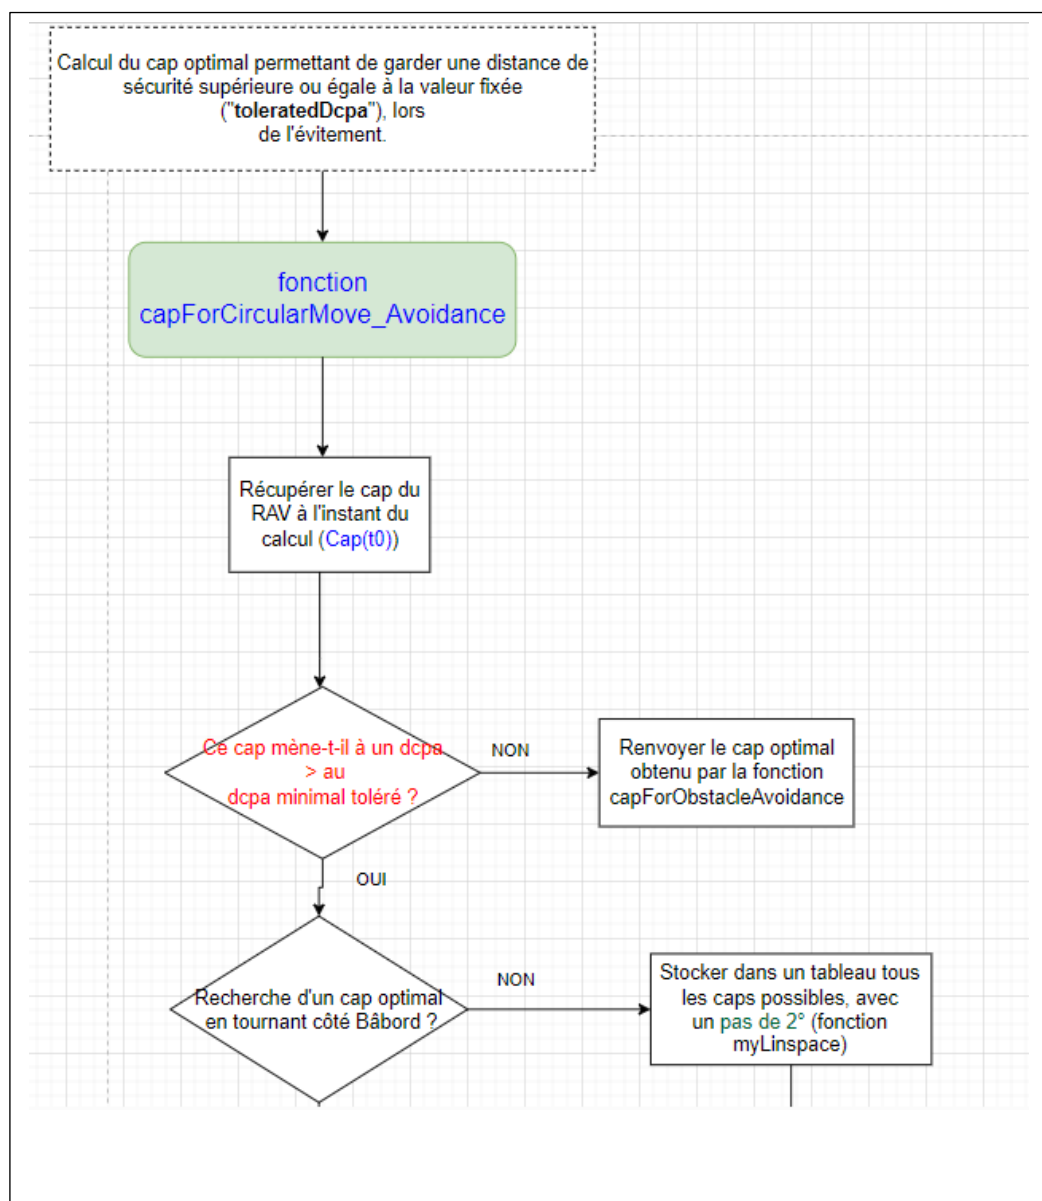 Calcul du cap optimal permettant de garder une distance de
sécurité supérieure ou égale à la valeur fixée
("toleratedDcpa"), lors
de l'évitement.
fonction
capForCircularMove_Avoidance
Récupérer le cap du
RAV à l'instant du
calcul (Cap(t0))
Ce cap mène-t-il à un dcpa
> au
dcpa minimal toléré ?
NON
Renvoyer le cap optimal
obtenu par la fonction
capForObstacleAvoidance
OUI
Recherche d'un cap optimal
en tournant côté Bâbord ?
NON
Stocker dans un tableau tous
les caps possibles, avec
un pas de 2° (fonction
myLinspace)